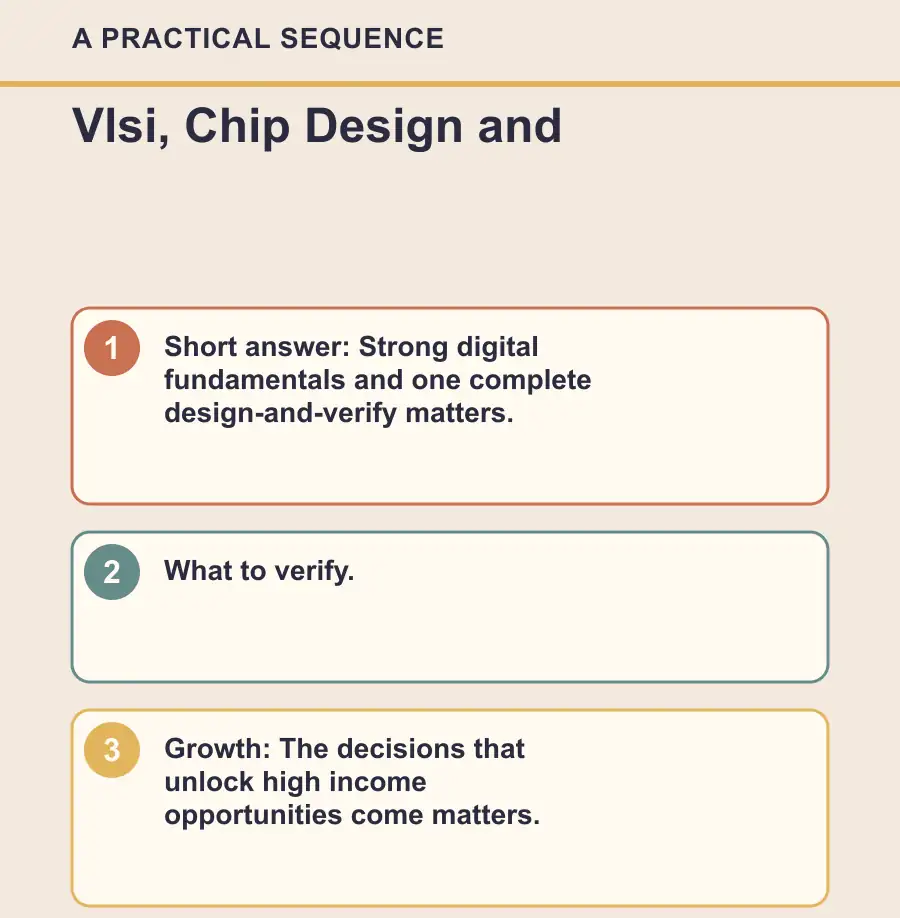 A PRACTICAL SEQUENCE
Vlsi, Chip Design and
1
Short answer: Strong digital
fundamentals and one complete
design-and-verify matters.
2
What to verify.
3
Growth: The decisions that
unlock high income
opportunities come matters.